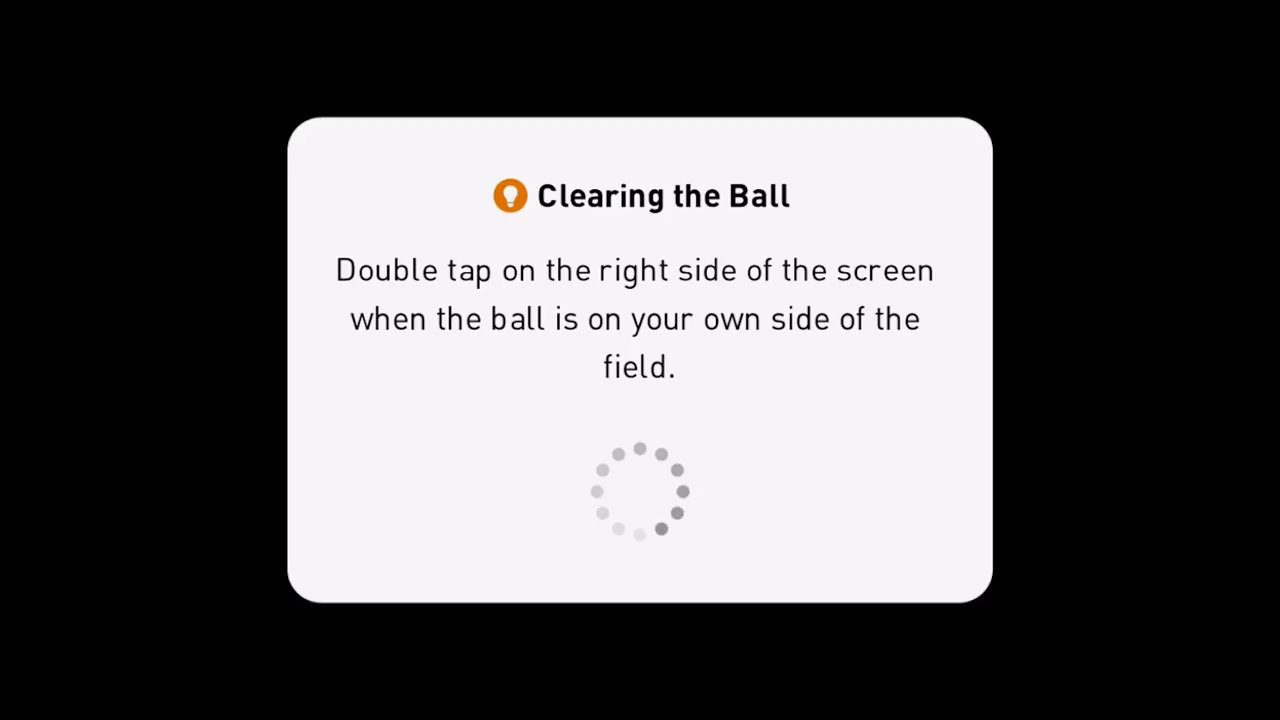 Clearing the Ball
Double tap on the right side of the screen
when the ball is on your own side of the
field.